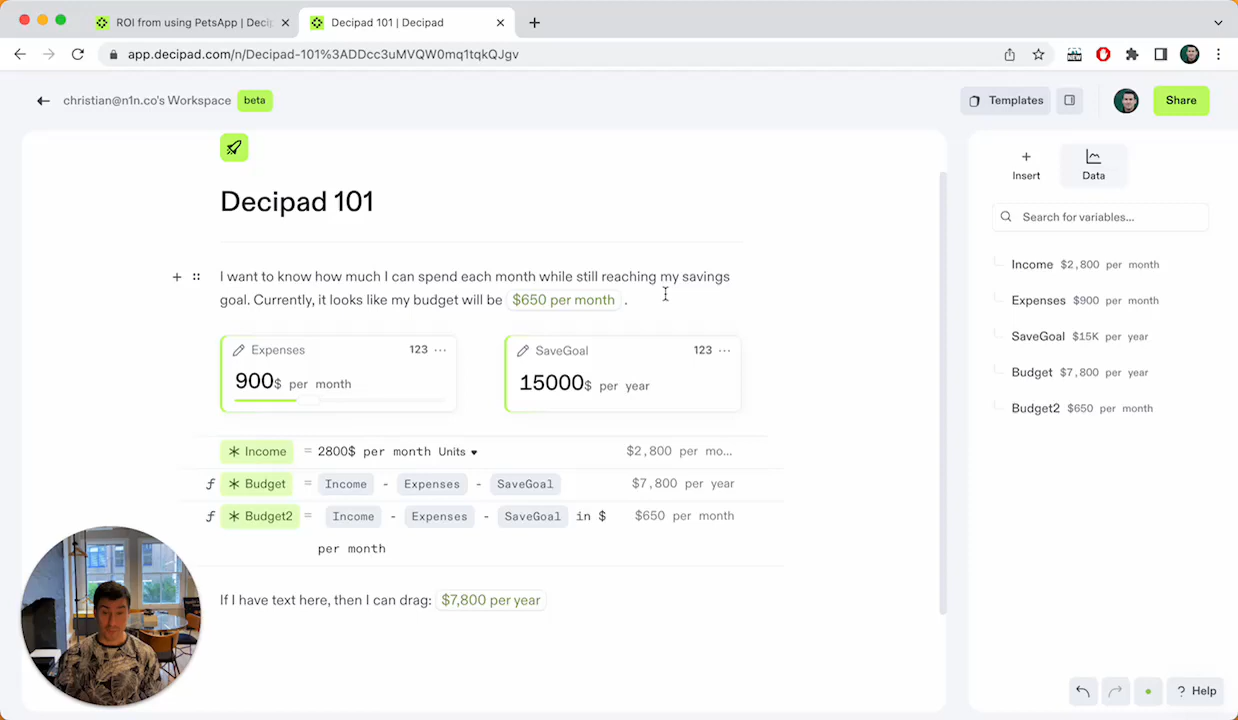 ROI from using PetsApp | Deci
Decipad 101 | Decipad
app.decipad.com/n/Decipad-101%3ADDcc3uMVQW0mq1tqkQJgv
NEW
christian@n1n.co's Workspace beta
Templates
Share
Decipad 101
I want to know how much I can spend each month while still reaching my savings
goal. Currently, it looks like my budget will be $650 per month .
Expenses 123 ...
900$ per month
SaveGoal 123 ...
15000$ per year
Income = 2800$ per month Units $2,800 per mo...
f Budget = Income - Expenses - SaveGoal $7,800 per year
f Budget2 = Income - Expenses - SaveGoal in $ $650 per month
per month
If I have text here, then I can drag: $7,800 per year
Insert Data
Search for variables...
Income $2,800 per month
Expenses $900 per month
SaveGoal $15K per year
Budget $7,800 per year
Budget2 $650 per month
? Help